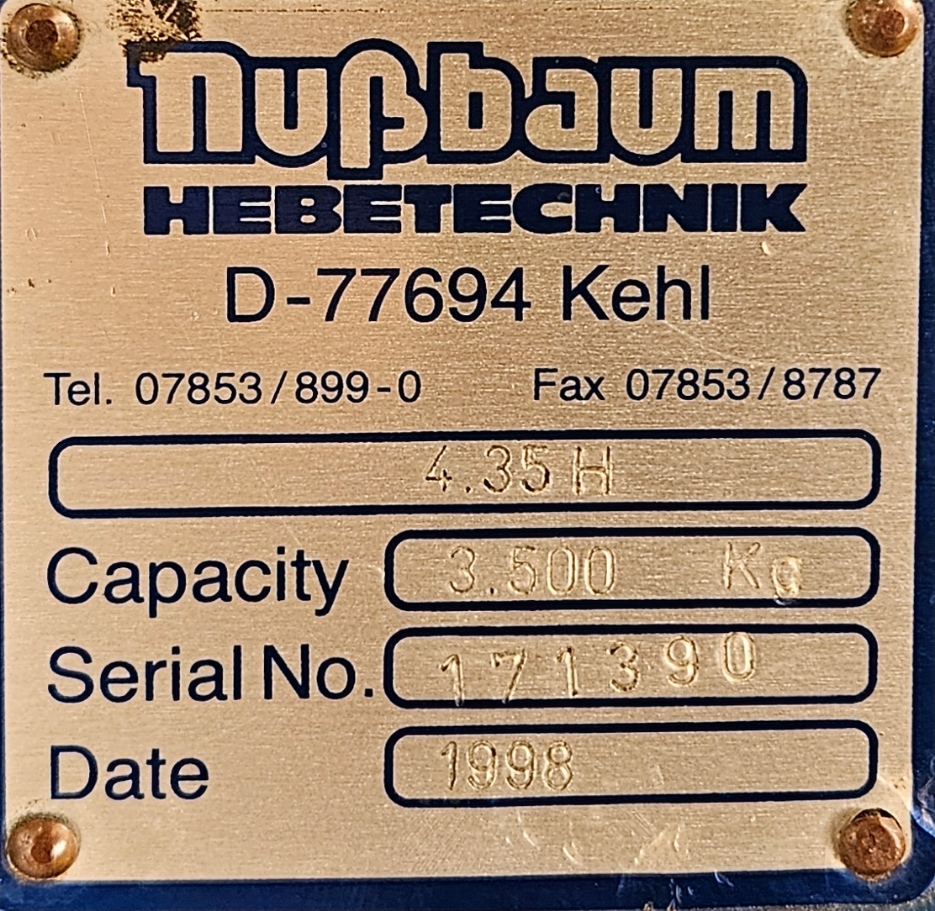 Nußbaum
HEBETECHNIK
D-77694 Kehl
Tel. 07853/899-0 Fax 07853/8787
4.35 H
Capacity 3.500 Kg
Serial No. 171390
Date 1998